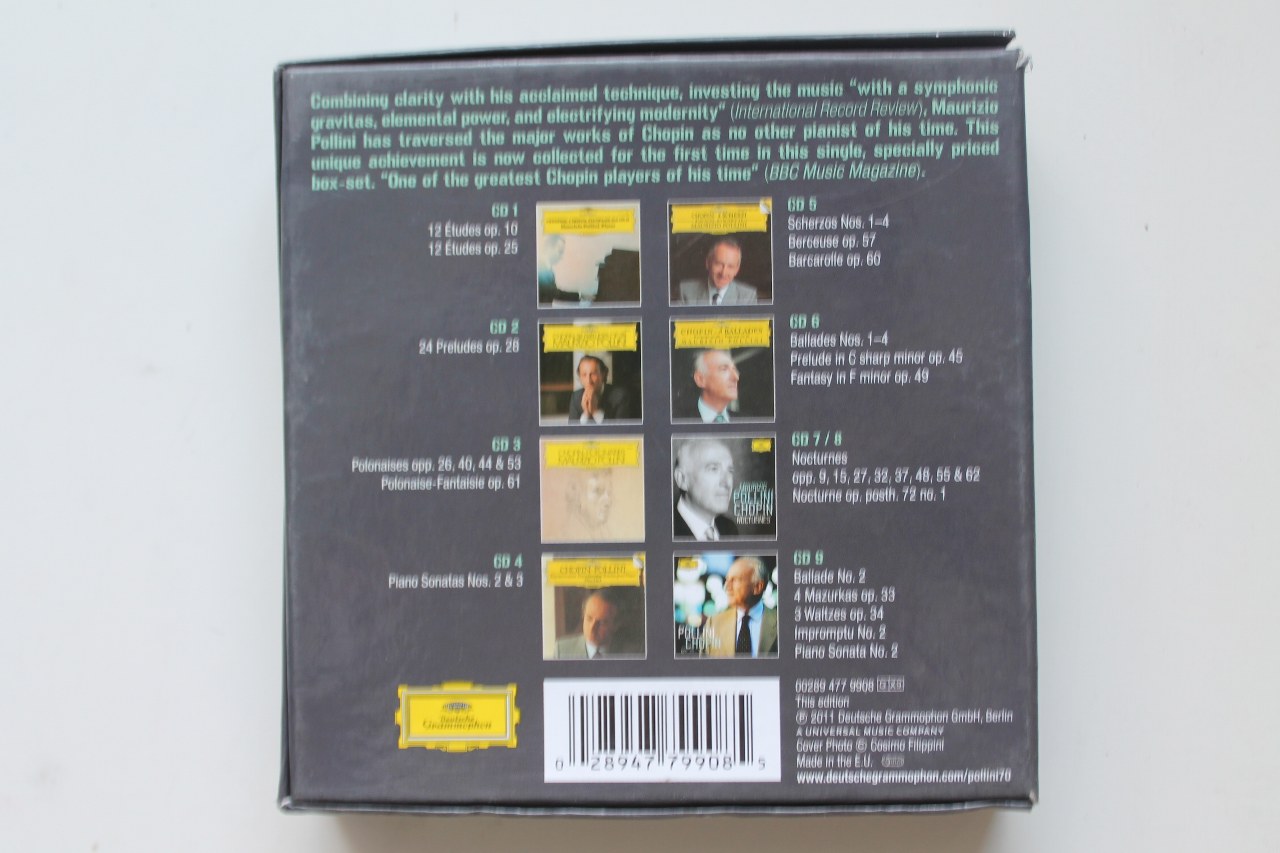 Combining clarity with his acclaimed technique, investing the music "with a symphonic
gravitas, elemental power, and electrifying modernity" (International Record Review), Maurizio
Pollini has traversed the major works of Chopin as no other pianist of his time. This
unique achievement is now collected for the first time in this single, specially priced
box-set. "One of the greatest Chopin players of his time" (BBC Music Magazine).
CD 1
12 Études op. 10
12 Études op. 25
CD 2
24 Preludes op. 28
CD 3
Polonaises opp. 26, 40, 44 & 53
Polonaise-Fantaisie op. 61
CD 4
Piano Sonatas Nos. 2 & 3
CHOPIN · POLLINI
CD 5
Scherzos Nos. 1–4
Berceuse op. 57
Barcarolle op. 60
CHOPIN · 4 BALLADES
CD 6
Ballades Nos. 1–4
Prelude in C sharp minor op. 45
Fantasy in F minor op. 49
MAURIZIO
POLLINI
CHOPIN
NOCTURNES
CD 7 / 8
Nocturnes
opp. 9, 15, 27, 32, 37, 48, 55 & 62
Nocturne op. posth. 72 no. 1
POLLINI
CHOPIN
CD 9
Ballade No. 2
4 Mazurkas op. 33
3 Waltzes op. 34
Impromptu No. 2
Piano Sonata No. 2
Deutsche
Grammophon
0 28947 79908 5
00289 477 9908
This edition
℗ 2011 Deutsche Grammophon GmbH, Berlin
A UNIVERSAL MUSIC COMPANY
Cover Photo © Cosimo Filippini
Made in the E.U.
www.deutschegrammophon.com/pollini70